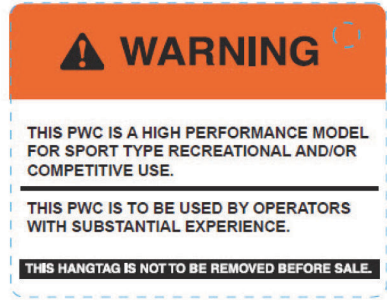 WARNING
THIS PWC IS A HIGH PERFORMANCE MODEL
FOR SPORT TYPE RECREATIONAL AND/OR
COMPETITIVE USE.
THIS PWC IS TO BE USED BY OPERATORS
WITH SUBSTANTIAL EXPERIENCE.
THIS HANGTAG IS NOT TO BE REMOVED BEFORE SALE.